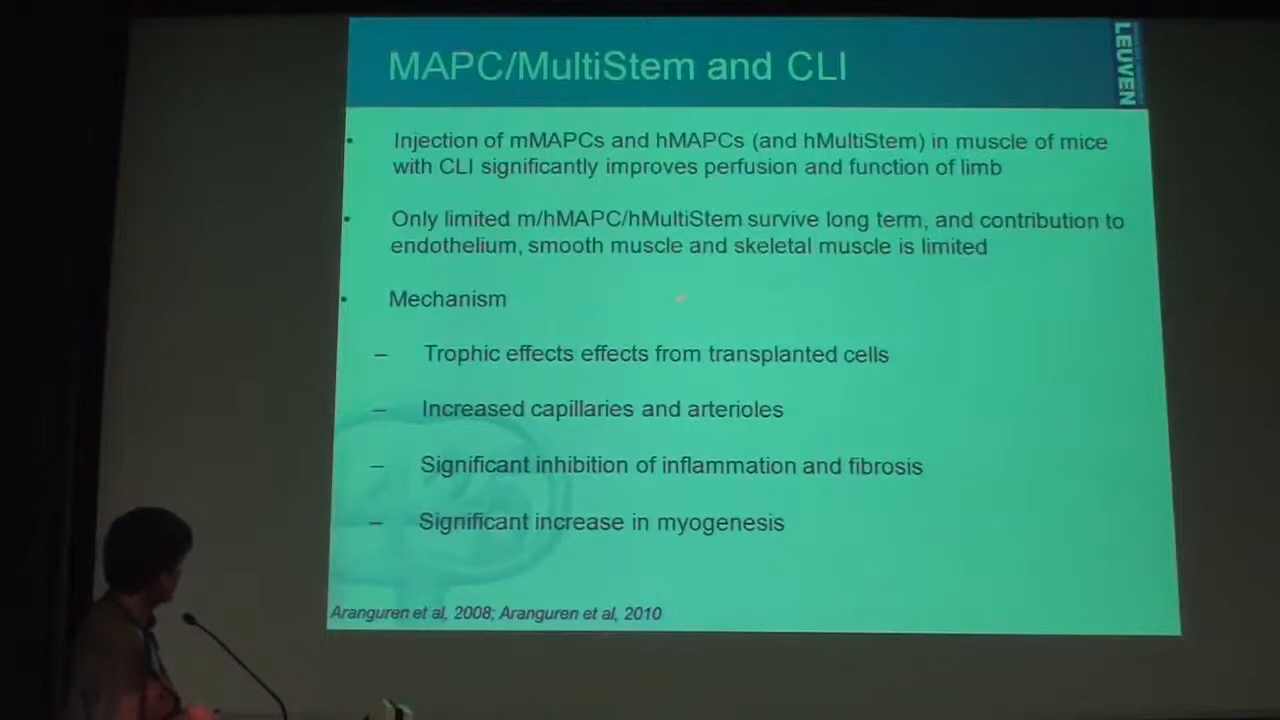 MAPC/MultiStem and CLI
LEUVEN
• Injection of mMAPCs and hMAPCs (and hMultiStem) in muscle of mice
with CLI significantly improves perfusion and function of limb
• Only limited m/hMAPC/hMultiStem survive long term, and contribution to
endothelium, smooth muscle and skeletal muscle is limited
• Mechanism
– Trophic effects effects from transplanted cells
– Increased capillaries and arterioles
– Significant inhibition of inflammation and fibrosis
– Significant increase in myogenesis
Aranguren et al, 2008; Aranguren et al, 2010